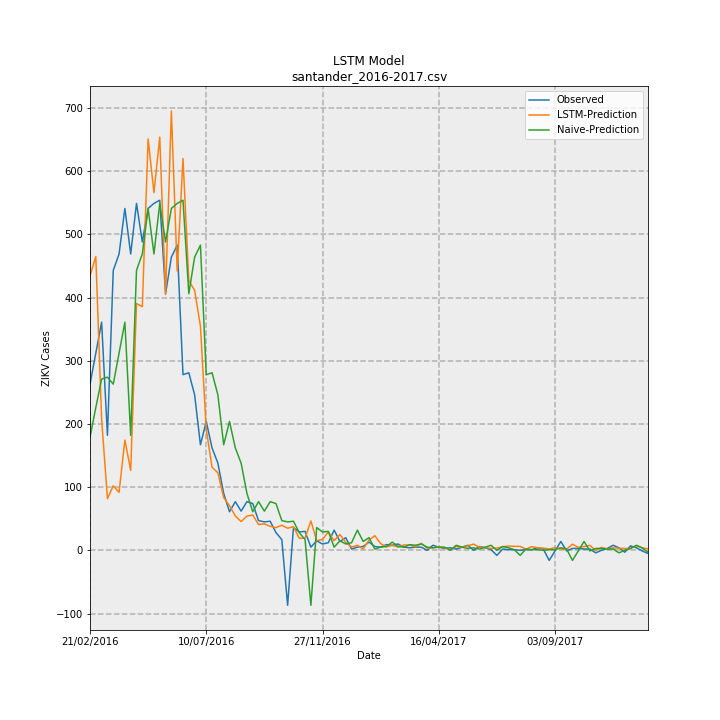 LSTM Model
santander_2016-2017.csv
Observed
LSTM-Prediction
Naive-Prediction
ZIKV Cases
700
600
500
400
300
200
100
0
−100
21/02/2016
10/07/2016
27/11/2016
16/04/2017
03/09/2017
Date